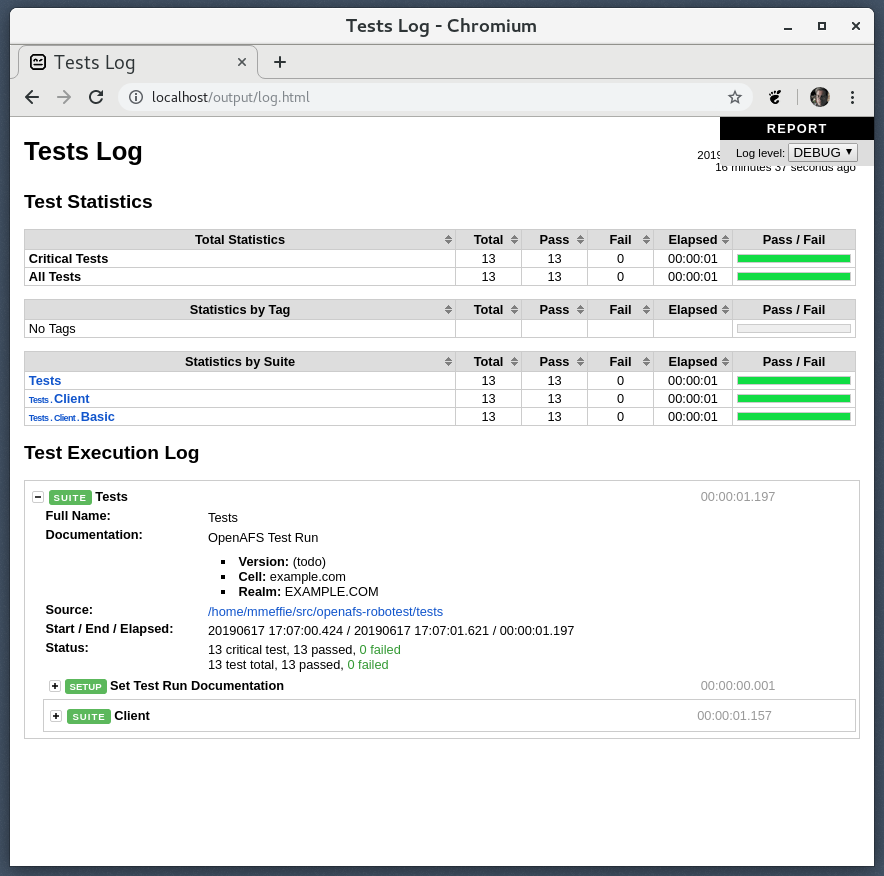 Tests Log - Chromium
Tests Log
localhost/output/log.html
REPORT
Log level: DEBUG
Tests Log
2019
16 minutes 37 seconds ago
Test Statistics
Total Statistics Total Pass Fail Elapsed Pass / Fail
Critical Tests 13 13 0 00:00:01
All Tests 13 13 0 00:00:01
Statistics by Tag Total Pass Fail Elapsed Pass / Fail
No Tags
Statistics by Suite Total Pass Fail Elapsed Pass / Fail
Tests 13 13 0 00:00:01
Tests . Client 13 13 0 00:00:01
Tests . Client . Basic 13 13 0 00:00:01
Test Execution Log
SUITE Tests 00:00:01.197
Full Name: Tests
Documentation: OpenAFS Test Run
Version: (todo)
Cell: example.com
Realm: EXAMPLE.COM
Source: /home/mmeffie/src/openafs-robotest/tests
Start / End / Elapsed: 20190617 17:07:00.424 / 20190617 17:07:01.621 / 00:00:01.197
Status: 13 critical test, 13 passed, 0 failed
13 test total, 13 passed, 0 failed
SETUP Set Test Run Documentation 00:00:00.001
SUITE Client 00:00:01.157